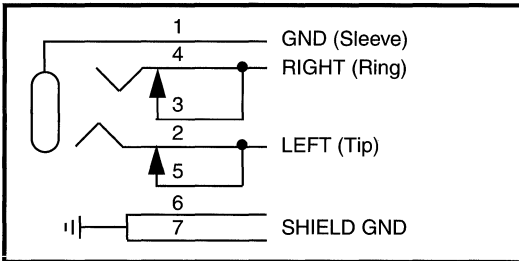 1 GND (Sleeve)
4 RIGHT (Ring)
3
2 LEFT (Tip)
5
6
7 SHIELD GND